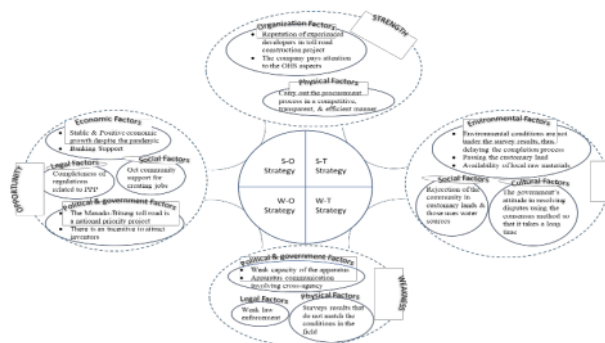 STRENGTH
Organization Factors
Reputation of experienced
developers in toll road
construction project
The company pays attention
to the OHS aspects
Physical Factors
Carry out the procurement
process in a competitive,
transparent, & efficient manner
OPPORTUNITY
Economic Factors
Stable & Positive economic
growth despite the pandemic
Banking Support
Legal Factors
Completeness of
regulations
related to PPP
Social Factors
Get community
support for
creating jobs
Political & government Factors
The Manado-Bitung toll road is
a national priority project
There is an incentive to attract
investors
S-O
Strategy
S-T
Strategy
W-O
Strategy
W-T
Strategy
Environmental Factors
Environmental conditions are not
under the survey results, thus
delaying the completion process
Passing the customary land
Availability of local raw materials
Social Factors
Rejection of the
community in
customary lands &
those uses water
sources
Cultural Factors
The government's
attitude in resolving
disputes using the
consensus method so
that it takes a long
time
WEAKNESS
Political & government Factors
Weak capacity of the apparatus
Apparatus communication
involving cross-agency
Legal Factors
Weak law
enforcement
Physical Factors
Surveys results that
do not match the
conditions in the
field